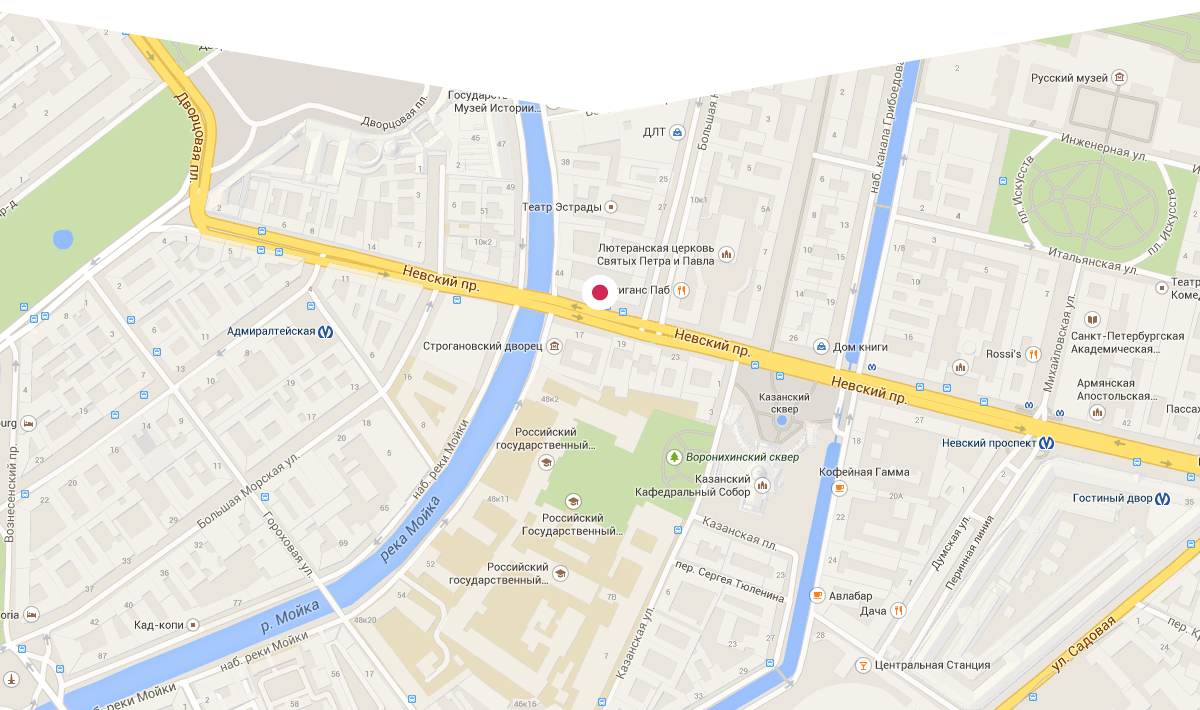 Государст
Музей Истории...
Дворцовая пл.
Дворцовая пл.
ДЛТ
Большая
наб. канала Грибоедова
Русский музей
Инженерная ул.
пл. Искусств
пл. Искусств
Итальянская ул.
Театр Эстрады
Лютеранская церковь
Святых Петра и Павла
иганс Паб
Невский пр.
Невский пр.
Невский пр.
Адмиралтейская
Строгановский дворец
Дом книги
Rossi's
Михайловская ул.
Театр
Коме
Санкт-Петербургская
Академическая...
Армянская
Апостольская...
Пасса
Казанский
сквер
Невский проспект
Гостиный двор
Российский
государственный...
Воронихинский сквер
Казанский
Кафедральный Собор
Кофейная Гамма
Российский
Государственный...
Российский
государственный...
Казанская пл.
пер. Сергея Тюленина
Казанская ул.
Думская ул.
Перинная линия
Авлабар
Дача
Центральная Станция
ул. Садовая
пер. К
Вознесенский пр.
Большая Морская ул.
Гороховая ул.
наб. реки Мойки
река Мойка
р. Мойка
Кад-копи
наб. реки Мойки
б. реки Мойки
urg
oria
р-д